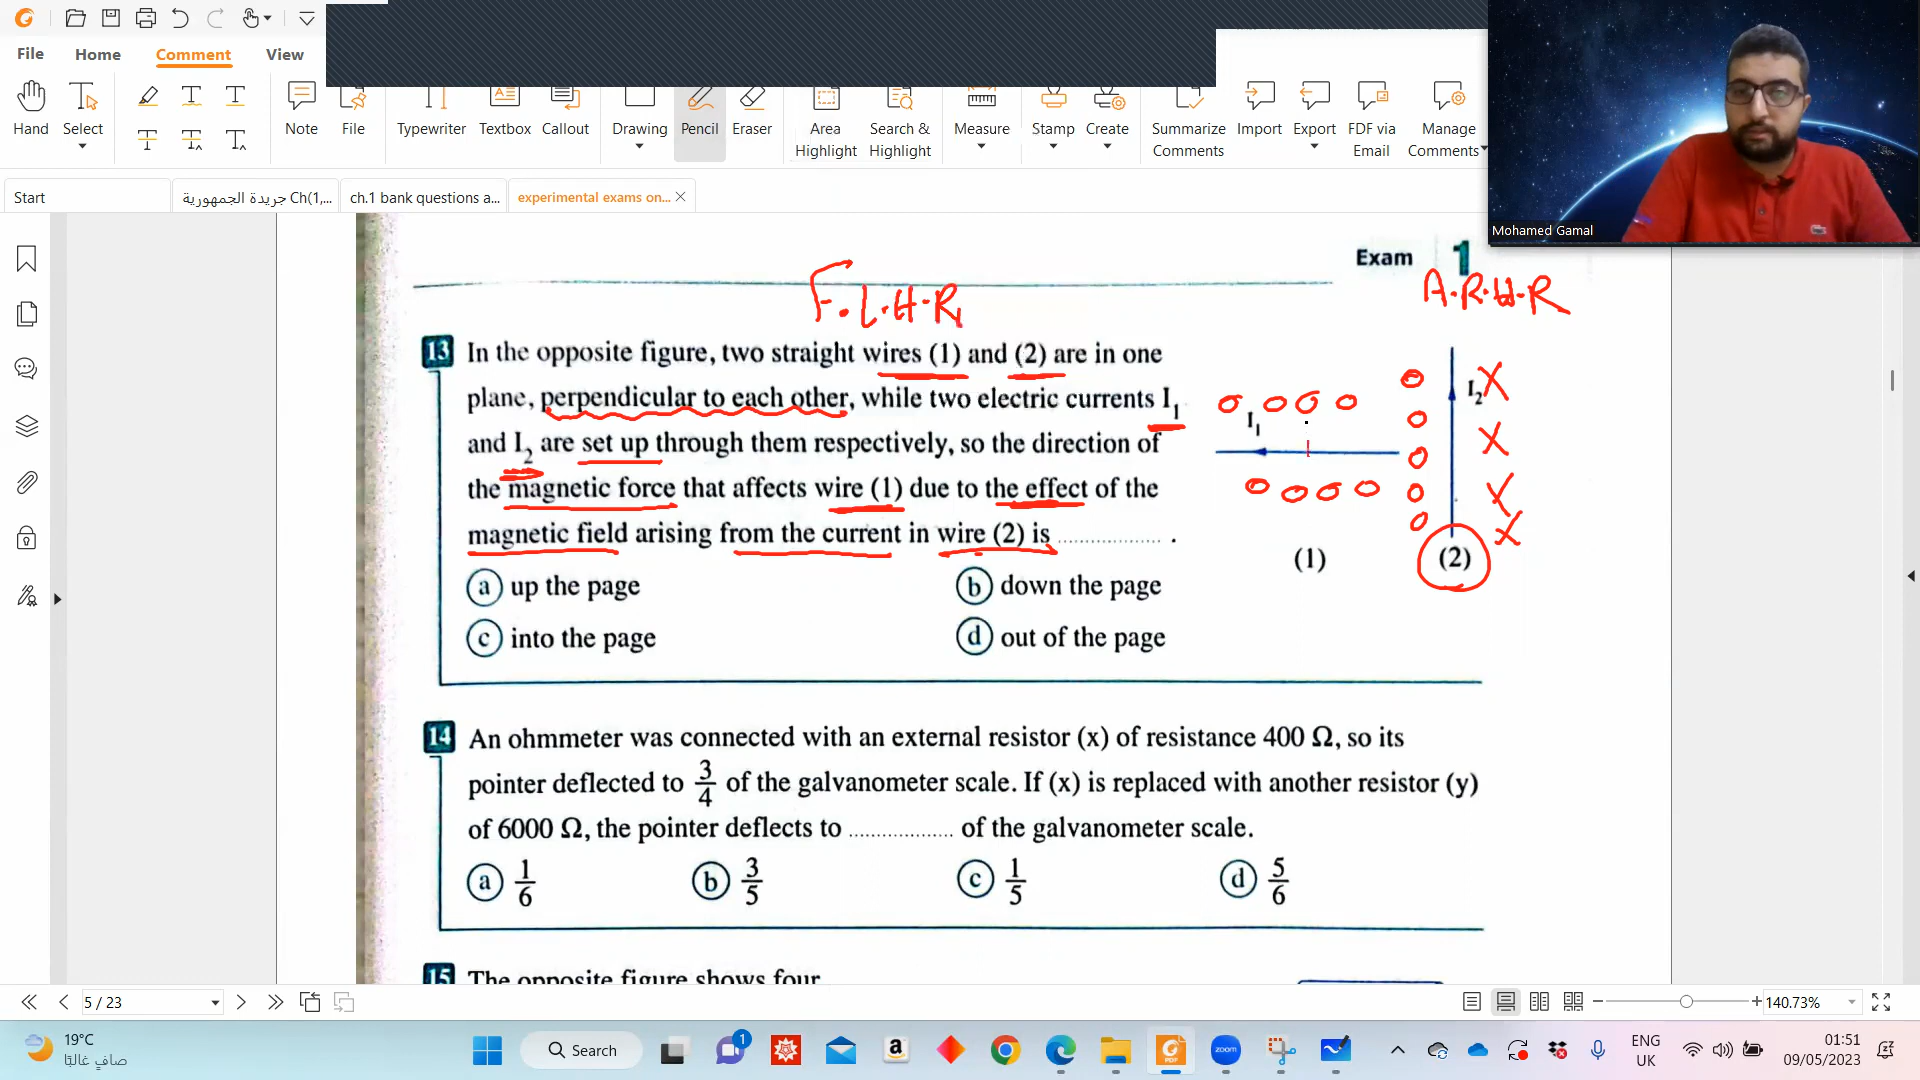 File Home Comment View
Hand Select Note File Typewriter Textbox Callout Drawing Pencil Eraser Area Highlight Search & Highlight Measure Stamp Create Summarize Comments Import Export FDF via Email Manage Comments
Mohamed Gamal
Start جريدة الجمهورية Ch(1,... ch.1 bank questions a... experimental exams on...
Exam 1
F.L.H.R
A.R.H.R
13 In the opposite figure, two straight wires (1) and (2) are in one
plane, perpendicular to each other, while two electric currents I₁
and I₂ are set up through them respectively, so the direction of
the magnetic force that affects wire (1) due to the effect of the
magnetic field arising from the current in wire (2) is .................. .
a up the page b down the page
c into the page d out of the page
I₁
I₂
X
X
X
X
(1) (2)
14 An ohmmeter was connected with an external resistor (x) of resistance 400 Ω, so its
pointer deflected to 3/4 of the galvanometer scale. If (x) is replaced with another resistor (y)
of 6000 Ω, the pointer deflects to .................. of the galvanometer scale.
a 1/6 b 3/5 c 1/5 d 5/6
15 The opposite figure shows four
5 / 23 140.73%
19°C
صافٍ غالبًا
Search
1
zoom
ENG
UK
01:51
09/05/2023